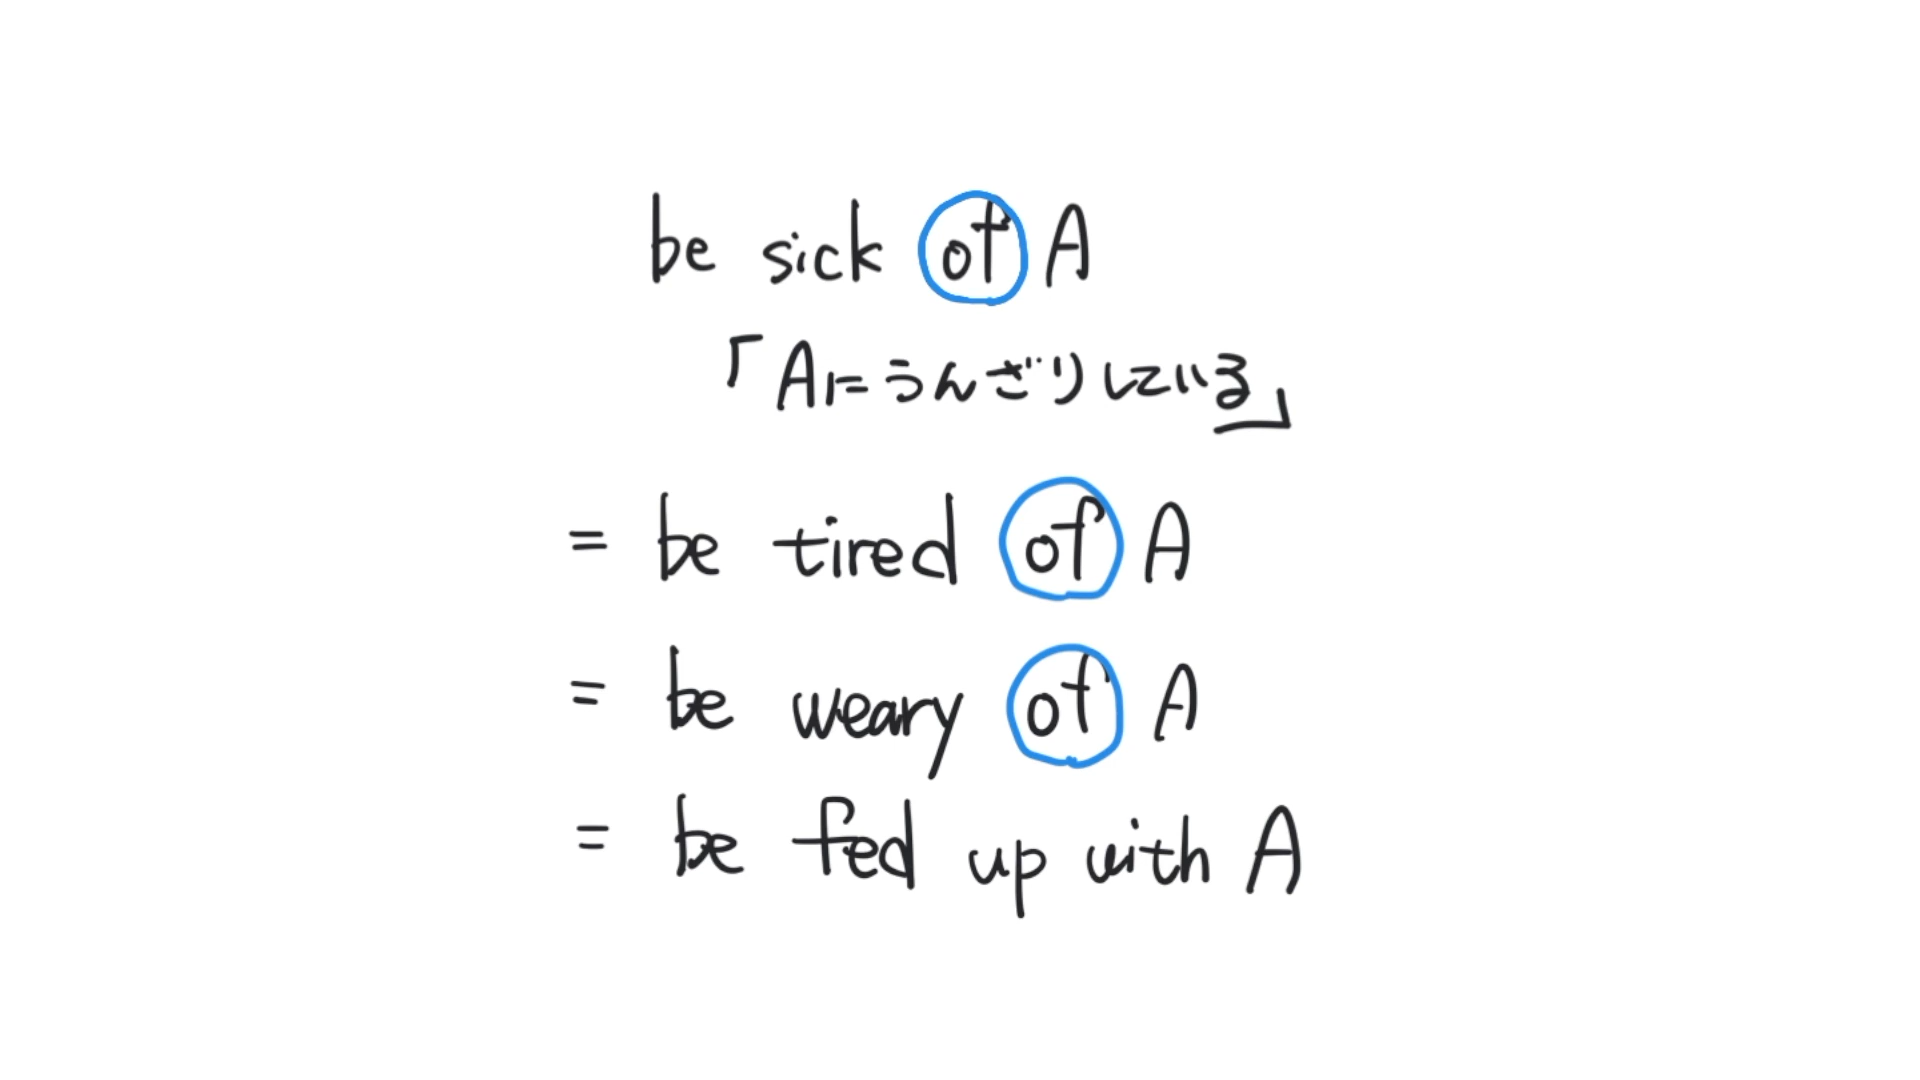 be sick of A
「Aにうんざりしている」
= be tired of A
= be weary of A
= be fed up with A